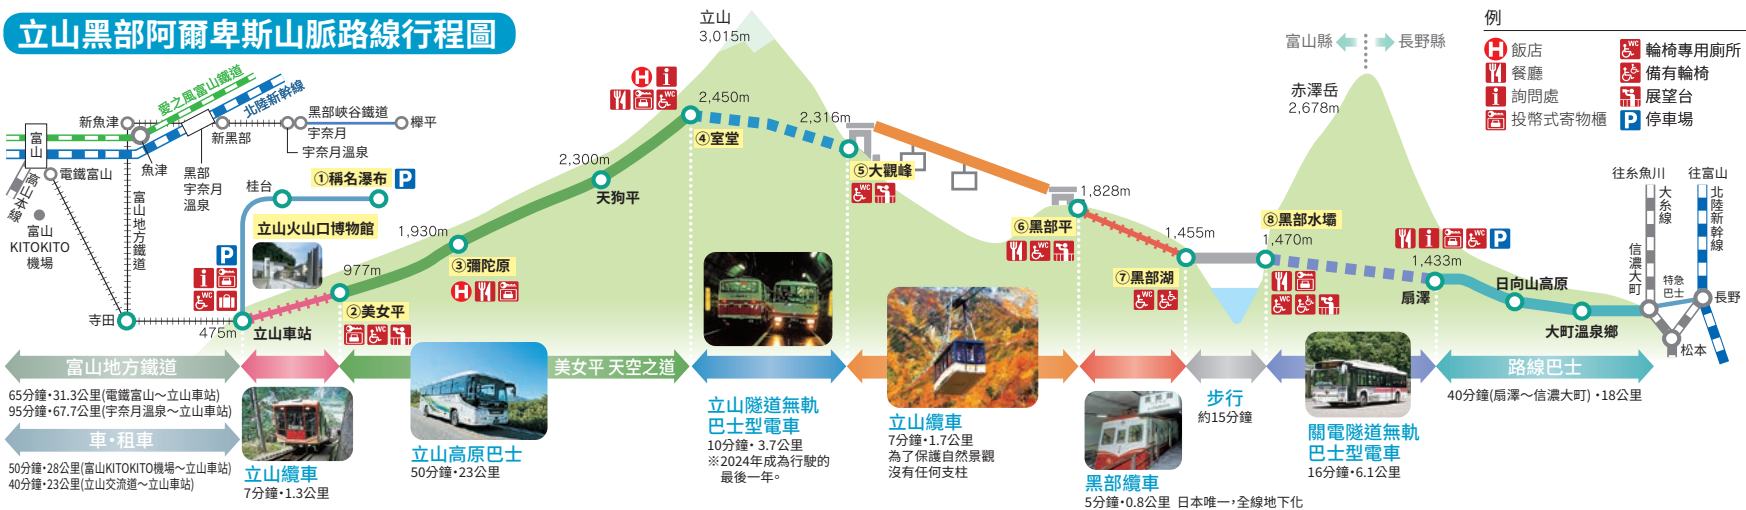 立山黑部阿爾卑斯山脈路線行程圖
愛之風富山鐵道
北陸新幹線
新魚津
富山
魚津
新黑部
黑部
宇奈月
溫泉
黑部峽谷鐵道
宇奈月
宇奈月溫泉
欅平
電鐵富山
高山本線
富山
KITOKITO
機場
富山地方鐵道
寺田
桂台
①稱名瀑布
P
立山火山口博物館
P
475m
立山車站
977m
②美女平
1,930m
③彌陀原
2,300m
天狗平
立山
3,015m
2,450m
④室堂
2,316m
⑤大觀峰
1,828m
⑥黑部平
1,455m
⑦黑部湖
⑧黑部水壩
1,470m
赤澤岳
2,678m
富山縣
長野縣
1,433m
扇澤
P
日向山高原
大町溫泉鄉
往糸魚川
往富山
大糸線
北陸新幹線
信濃大町
特急
巴士
長野
松本
例
飯店
餐廳
詢問處
投幣式寄物櫃
輪椅專用廁所
備有輪椅
展望台
P 停車場
富山地方鐵道
65分鐘・31.3公里(電鐵富山～立山車站)
95分鐘・67.7公里(宇奈月溫泉～立山車站)
車・租車
50分鐘・28公里(富山KITOKITO機場～立山車站)
40分鐘・23公里(立山交流道～立山車站)
立山纜車
7分鐘・1.3公里
美女平 天空之道
立山高原巴士
50分鐘・23公里
立山隧道無軌
巴士型電車
10分鐘・3.7公里
※2024年成為行駛的
最後一年。
立山纜車
7分鐘・1.7公里
為了保護自然景觀
沒有任何支柱
黑部纜車
5分鐘・0.8公里 日本唯一，全線地下化
步行
約15分鐘
關電隧道無軌
巴士型電車
16分鐘・6.1公里
路線巴士
40分鐘(扇澤～信濃大町)・18公里